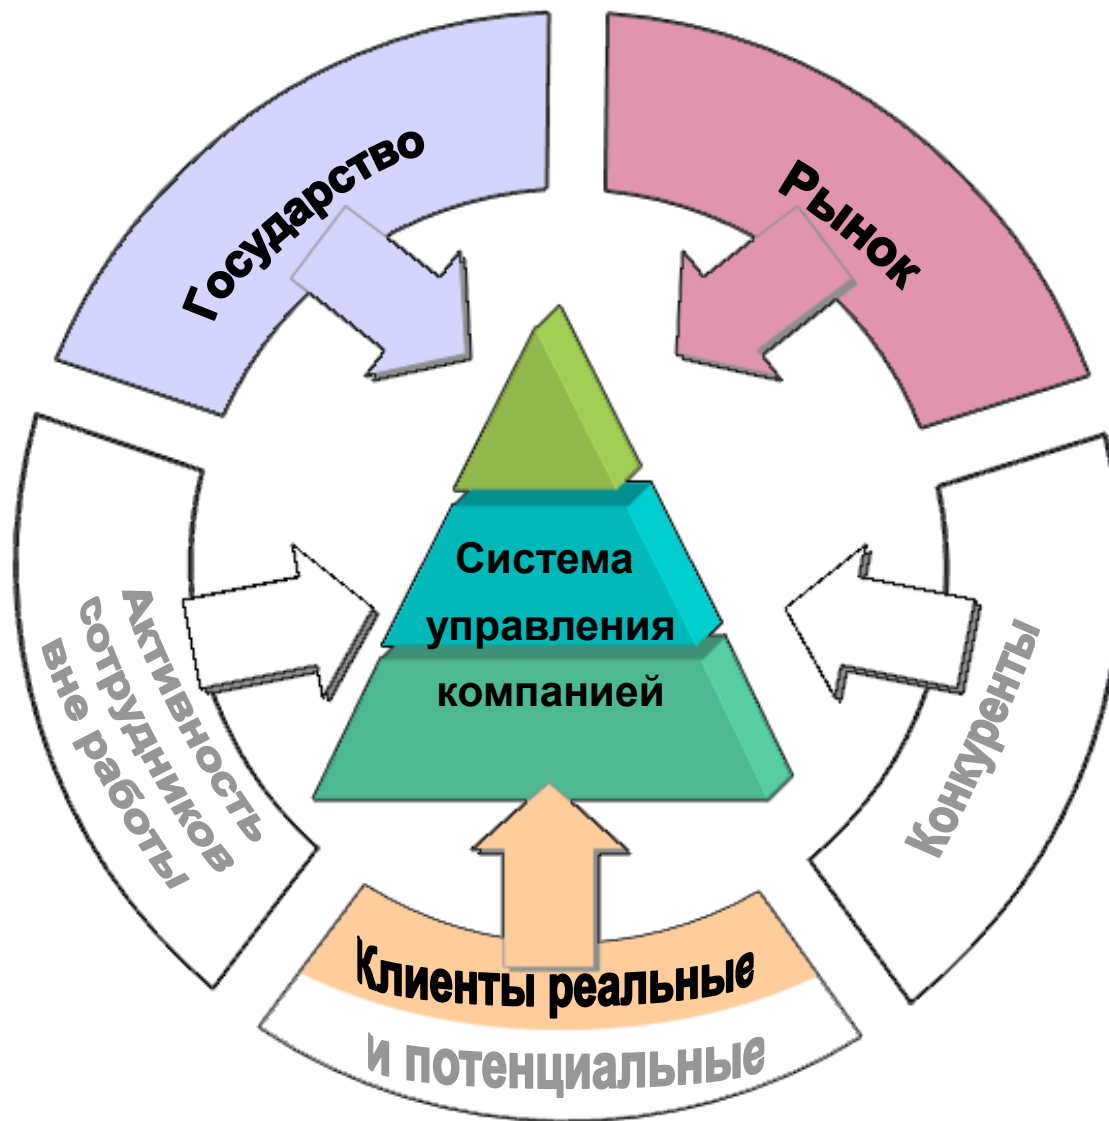 Государство
Рынок
Система
управления
компанией
Активность
сотрудников
вне работы
Конкуренты
Клиенты реальные
и потенциальные